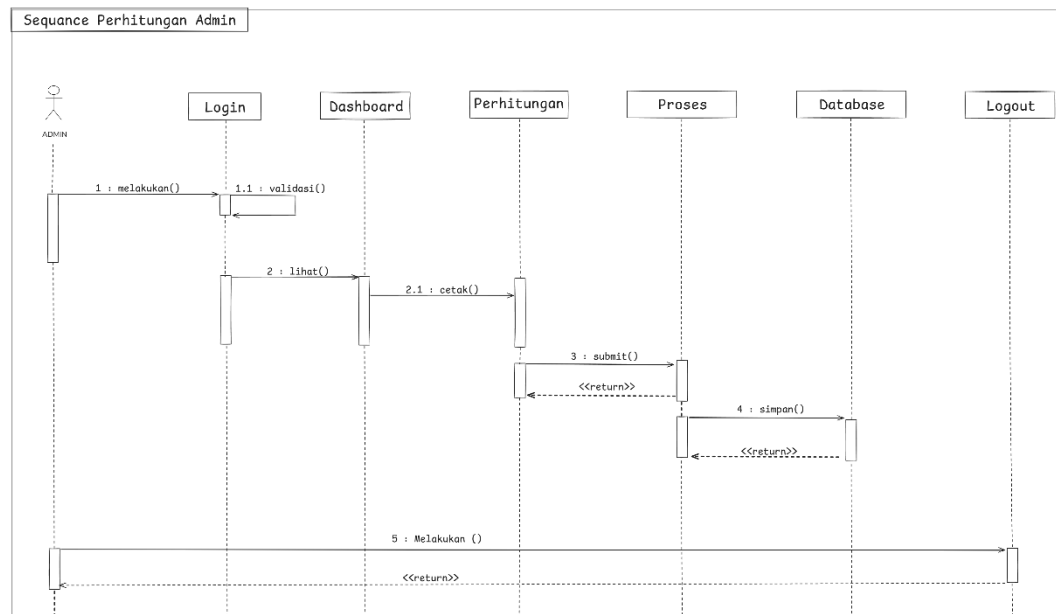 Sequance Perhitungan Admin
ADMIN
Login
Dashboard
Perhitungan
Proses
Database
Logout
1 : melakukan()
1.1 : validasi()
2 : lihat()
2.1 : cetak()
3 : submit()
<<return>>
4 : simpan()
<<return>>
5 : Melakukan ()
<<return>>